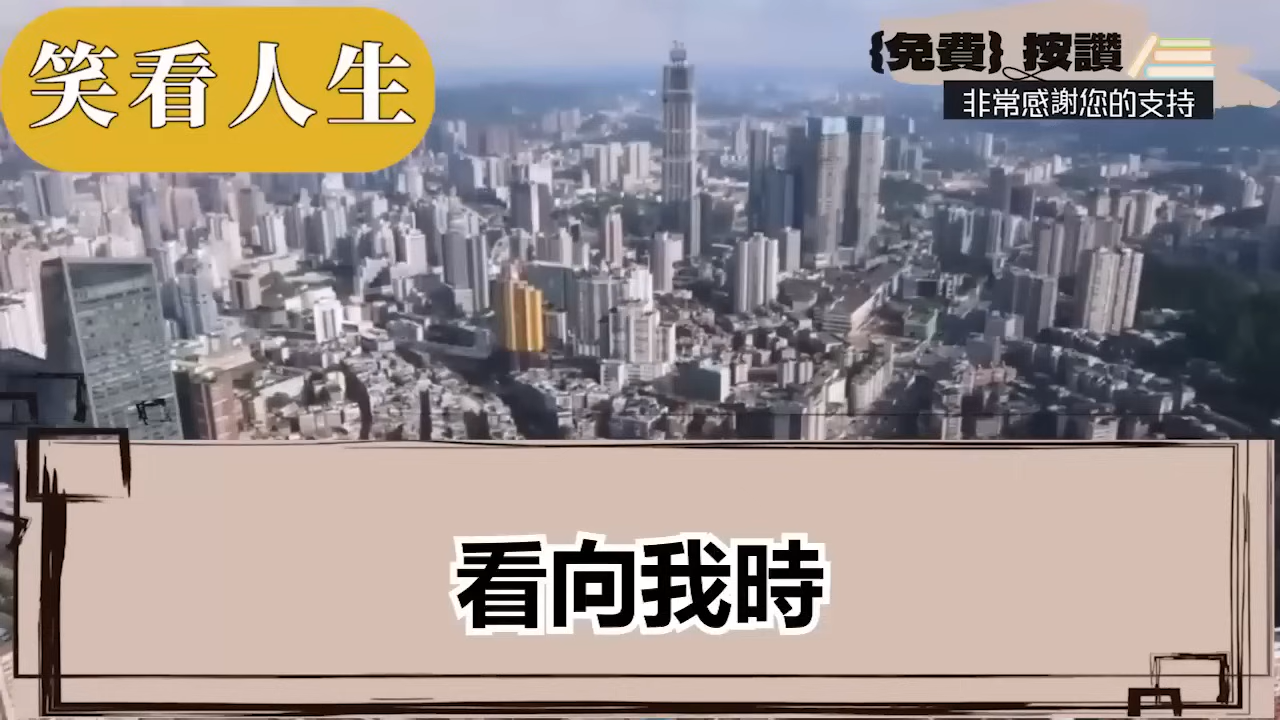 笑看人生
{免費} 按讚
非常感謝您的支持
看向我時